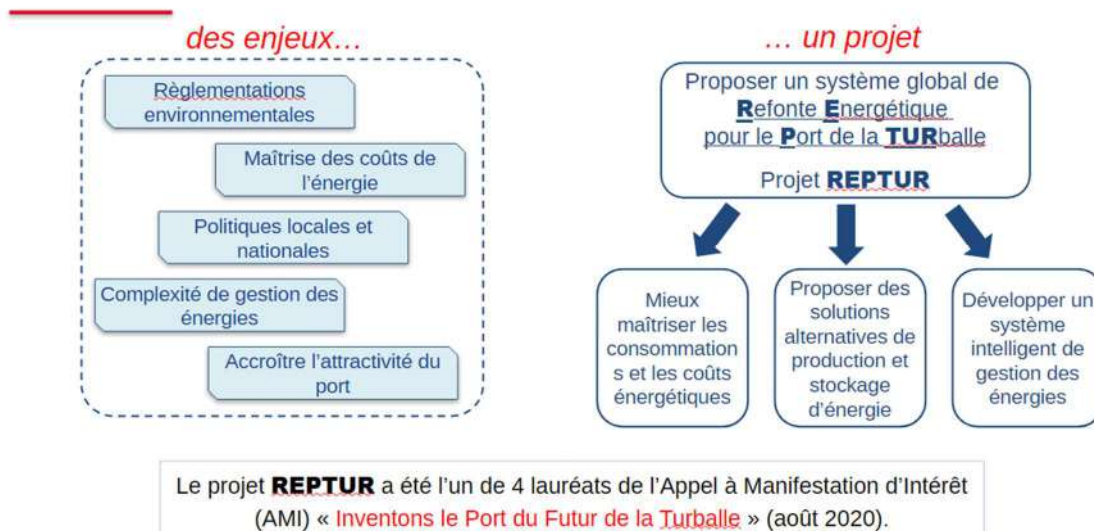 des enjeux…
Règlementations
environnementales
Maîtrise des coûts de
l’énergie
Politiques locales et
nationales
Complexité de gestion des
énergies
Accroître l’attractivité du
port
… un projet
Proposer un système global de
Refonte Energétique
pour le Port de la TURballe
Projet REPTUR
Mieux
maîtriser les
consommation
s et les coûts
énergétiques
Proposer des
solutions
alternatives de
production et
stockage
d’énergie
Développer un
système
intelligent de
gestion des
énergies
Le projet REPTUR a été l’un de 4 lauréats de l’Appel à Manifestation d’Intérêt
(AMI) « Inventons le Port du Futur de la Turballe » (août 2020).